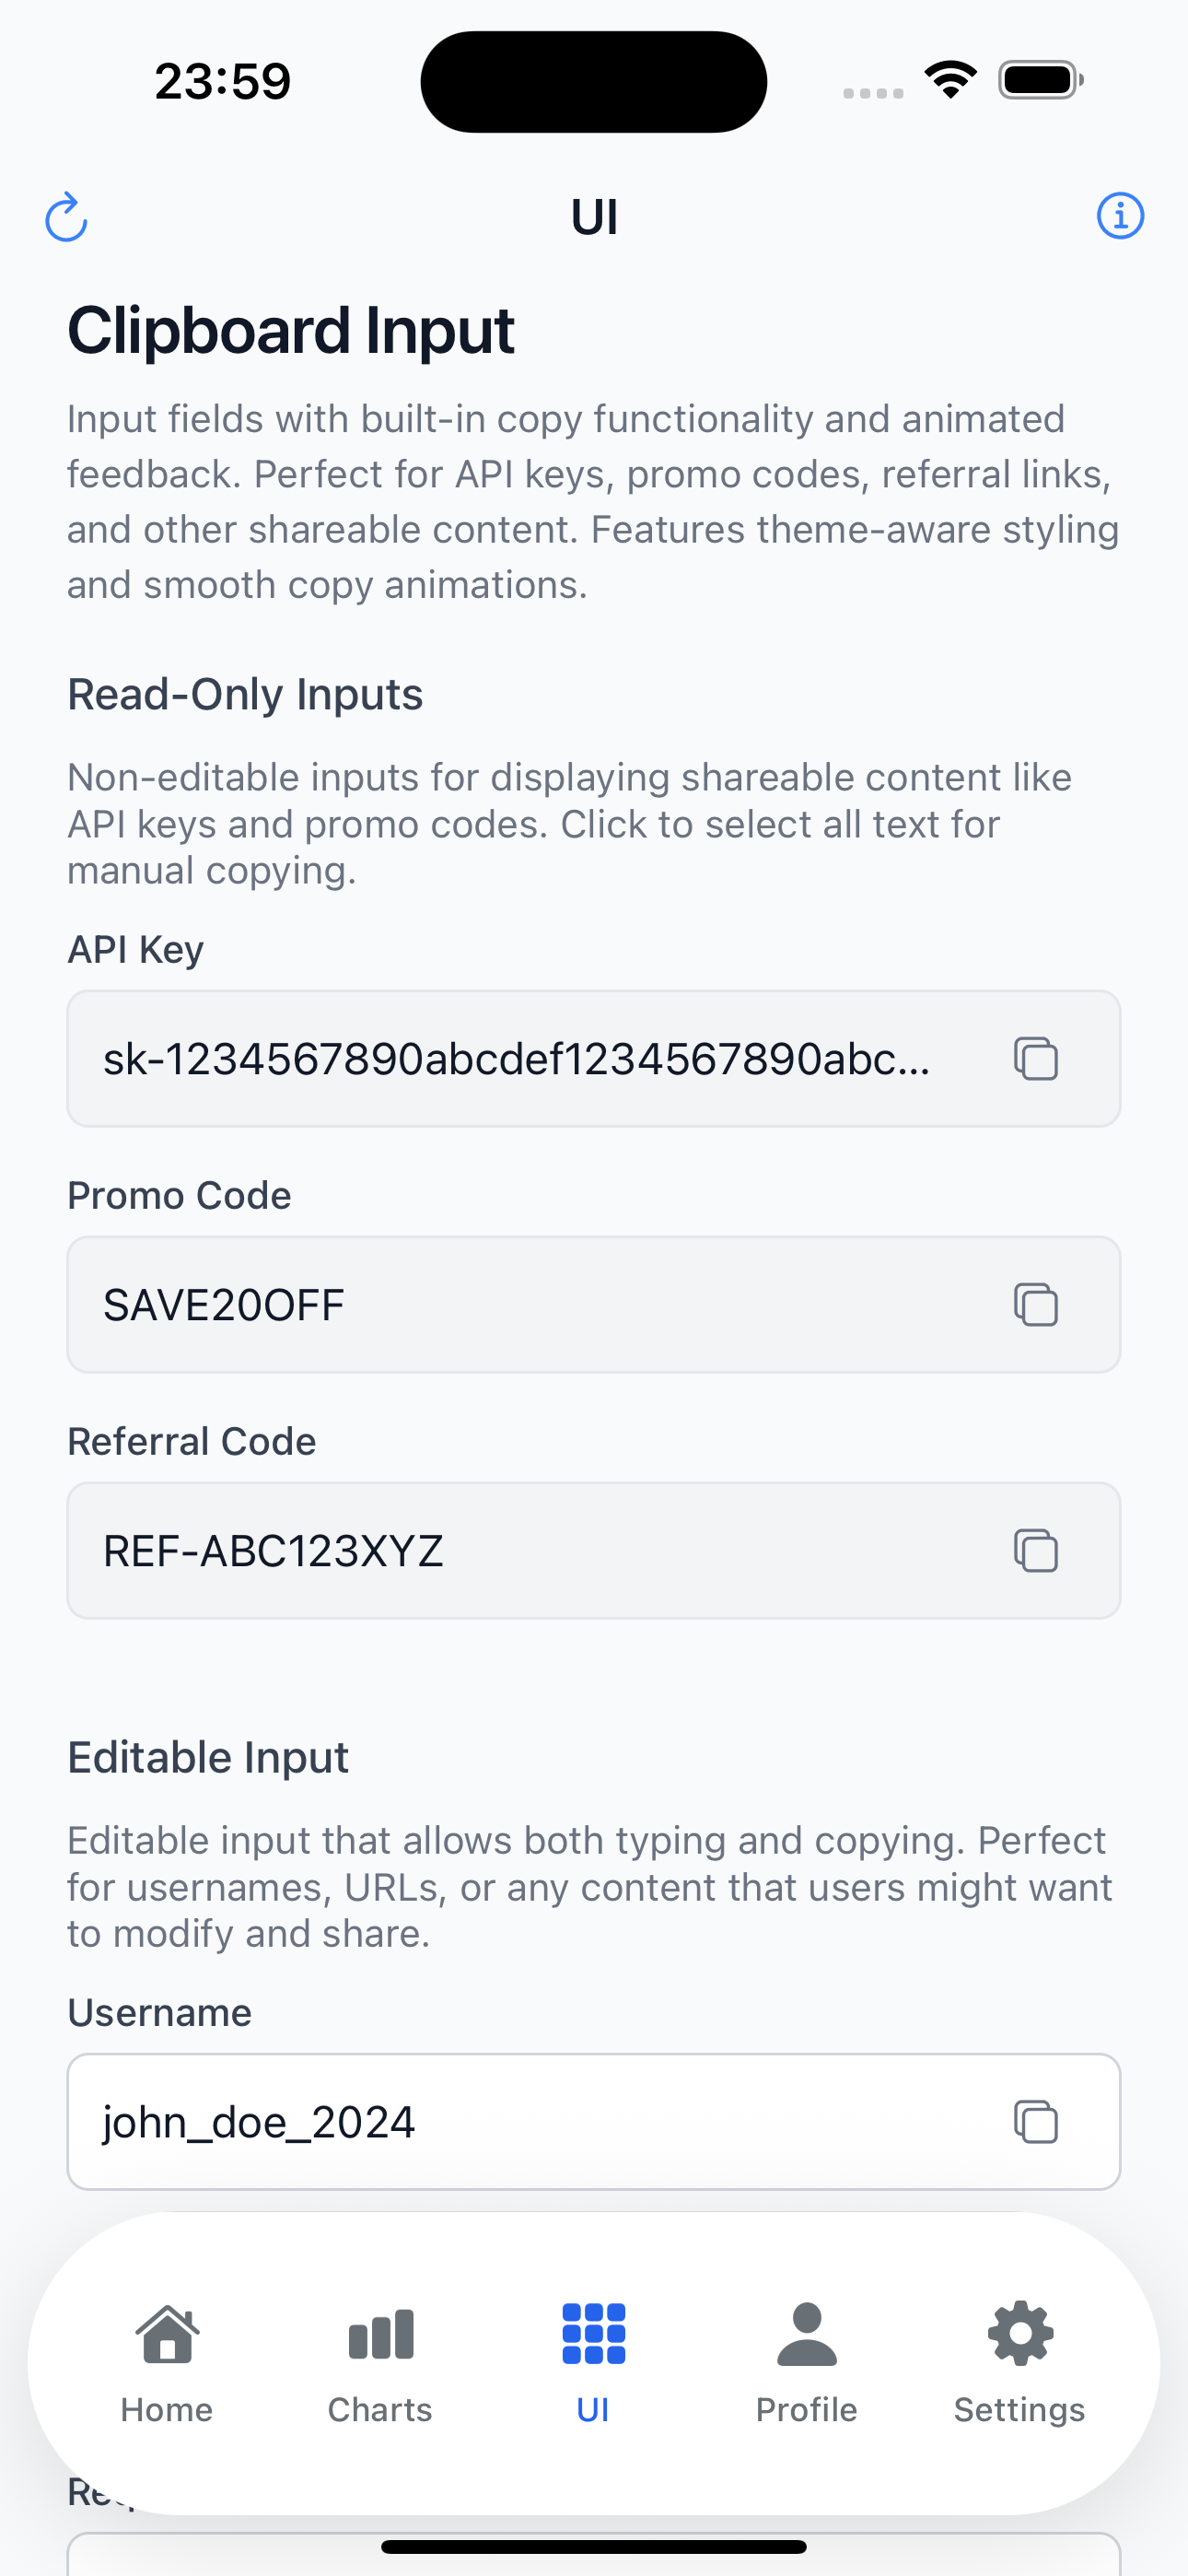 23:59
UI
Clipboard Input
Input fields with built-in copy functionality and animated
feedback. Perfect for API keys, promo codes, referral links,
and other shareable content. Features theme-aware styling
and smooth copy animations.
Read-Only Inputs
Non-editable inputs for displaying shareable content like
API keys and promo codes. Click to select all text for
manual copying.
API Key
sk-1234567890abcdef1234567890abc...
Promo Code
SAVE20OFF
Referral Code
REF-ABC123XYZ
Editable Input
Editable input that allows both typing and copying. Perfect
for usernames, URLs, or any content that users might want
to modify and share.
Username
john_doe_2024
Home
Charts
UI
Profile
Settings